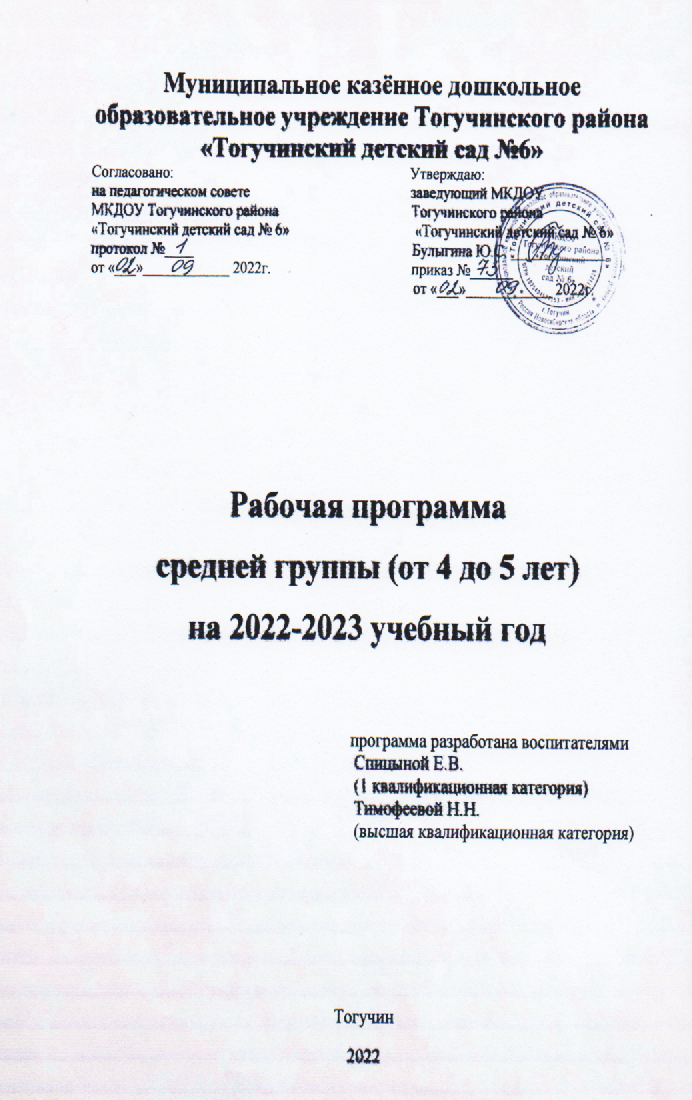 Муниципальное казённое дошкольное
образовательное учреждение Тогучинского района
«Тогучинский детский сад №6»
Согласовано:
на педагогическом совете
МКДОУ Тогучинского района
«Тогучинский детский сад № 6»
протокол № 1
от «02» 09 2022г.
Утверждаю:
заведующий МКДОУ
Тогучинского района
«Тогучинский детский сад № 6»
Булыгина Ю.С.
приказ № 73
от «02» 09 2022г.
Рабочая программа
средней группы (от 4 до 5 лет)
на 2022-2023 учебный год
программа разработана воспитателями
Спицыной Е.В.
(1 квалификационная категория)
Тимофеевой Н.Н.
(высшая квалификационная категория)
Тогучин
2022